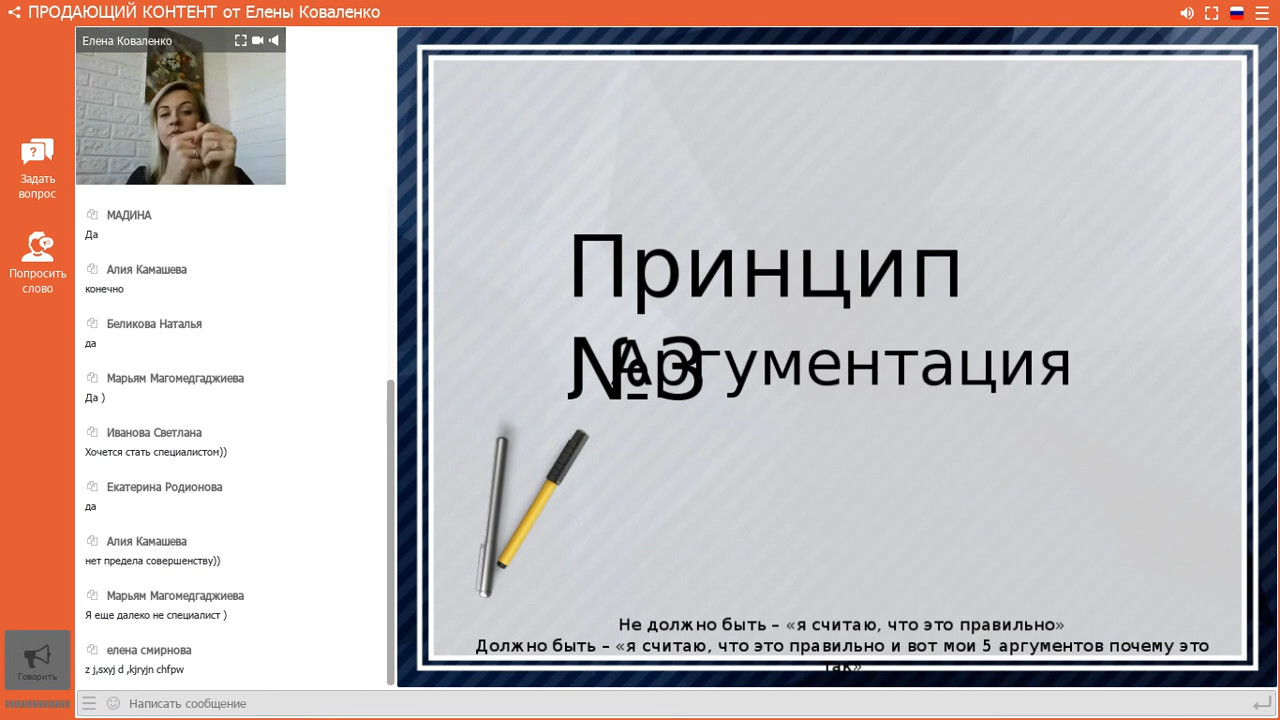 ПРОДАЮЩИЙ КОНТЕНТ от Елены Коваленко
Елена Коваленко
Задать
вопрос
Попросить
слово
Говорить
МАДИНА
Да
Алия Камашева
конечно
Беликова Наталья
да
Марьям Магомедгаджиева
Да )
Иванова Светлана
Хочется стать специалистом))
Екатерина Родионова
да
Алия Камашева
нет предела совершенству))
Марьям Магомедгаджиева
Я еще далеко не специалист )
елена смирнова
z j,sxyj d ,kjryjn chfpw
Написать сообщение
Принцип
№3
Аргументация
Не должно быть – «я считаю, что это правильно»
Должно быть – «я считаю, что это правильно и вот мои 5 аргументов почему это
так»